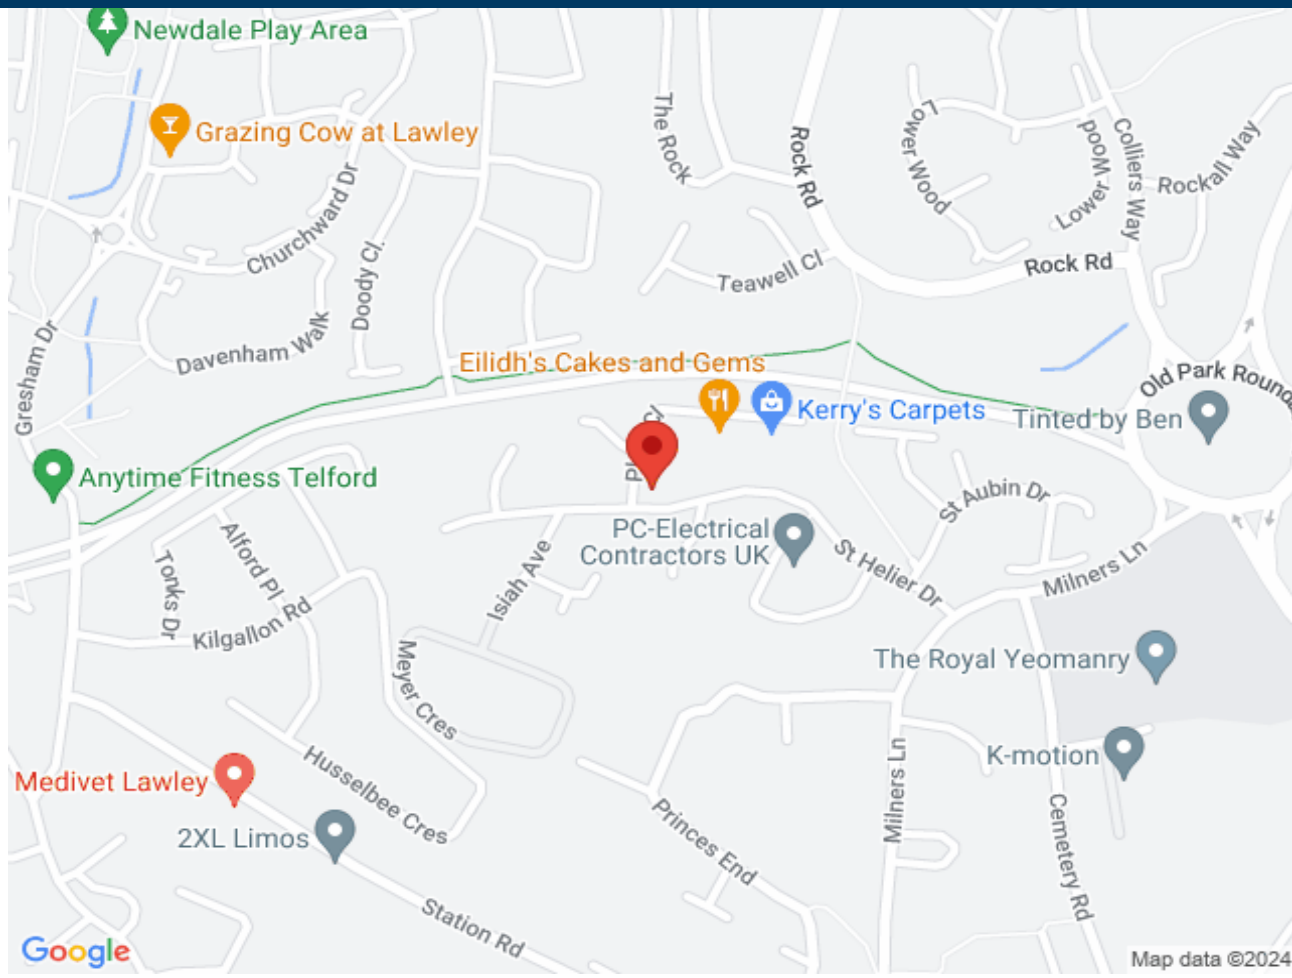 Newdale Play Area
Grazing Cow at Lawley
The Rock
Rock Rd
Lower Wood
Lower Wood
Colliers Way
Rockall Way
Churchward Dr
Doody Cl.
Teawell Cl
Rock Rd
Gresham Dr
Davenham Walk
Eilidh's Cakes and Gems
Kerry's Carpets
Old Park Rounda
Tinted by Ben
Anytime Fitness Telford
St Aubin Dr
PC-Electrical
Contractors UK
St Helier Dr
Milners Ln
Alford Pl
Tonks Dr
Kilgallon Rd
Isiah Ave
Meyer Cres
The Royal Yeomanry
K-motion
Medivet Lawley
Husselbee Cres
2XL Limos
Princes End
Milners Ln
Cemetery Rd
Station Rd
Google
Map data ©2024